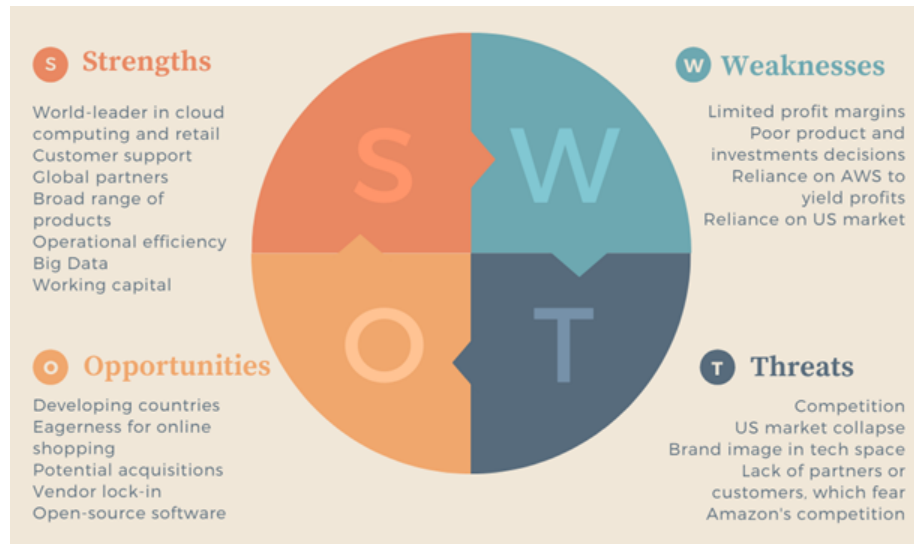 S Strengths
World-leader in cloud
computing and retail
Customer support
Global partners
Broad range of
products
Operational efficiency
Big Data
Working capital
S
W
W Weaknesses
Limited profit margins
Poor product and
investments decisions
Reliance on AWS to
yield profits
Reliance on US market
O Opportunities
Developing countries
Eagerness for online
shopping
Potential acquisitions
Vendor lock-in
Open-source software
O
T
T Threats
Competition
US market collapse
Brand image in tech space
Lack of partners or
customers, which fear
Amazon's competition